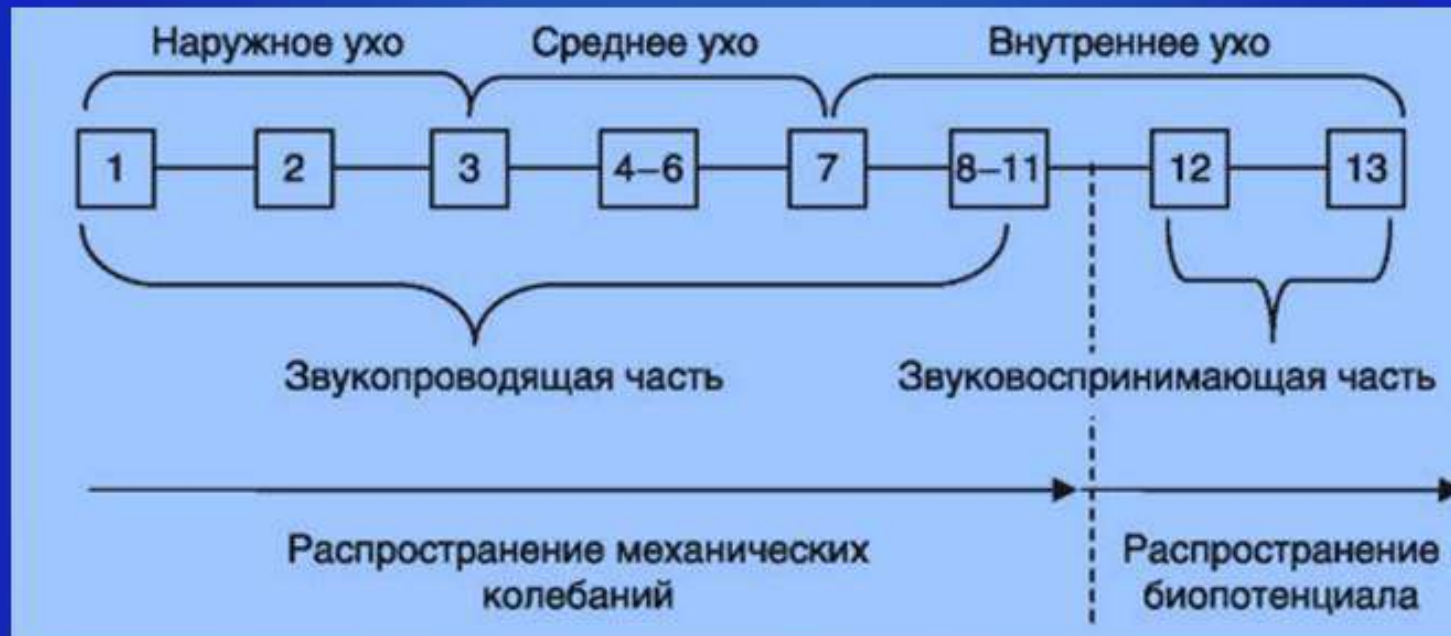 Наружное ухо Среднее ухо Внутреннее ухо
1 2 3 4–6 7 8–11 12 13
Звукопроводящая часть Звуковоспринимающая часть
Распространение механических колебаний
Распространение биопотенциала